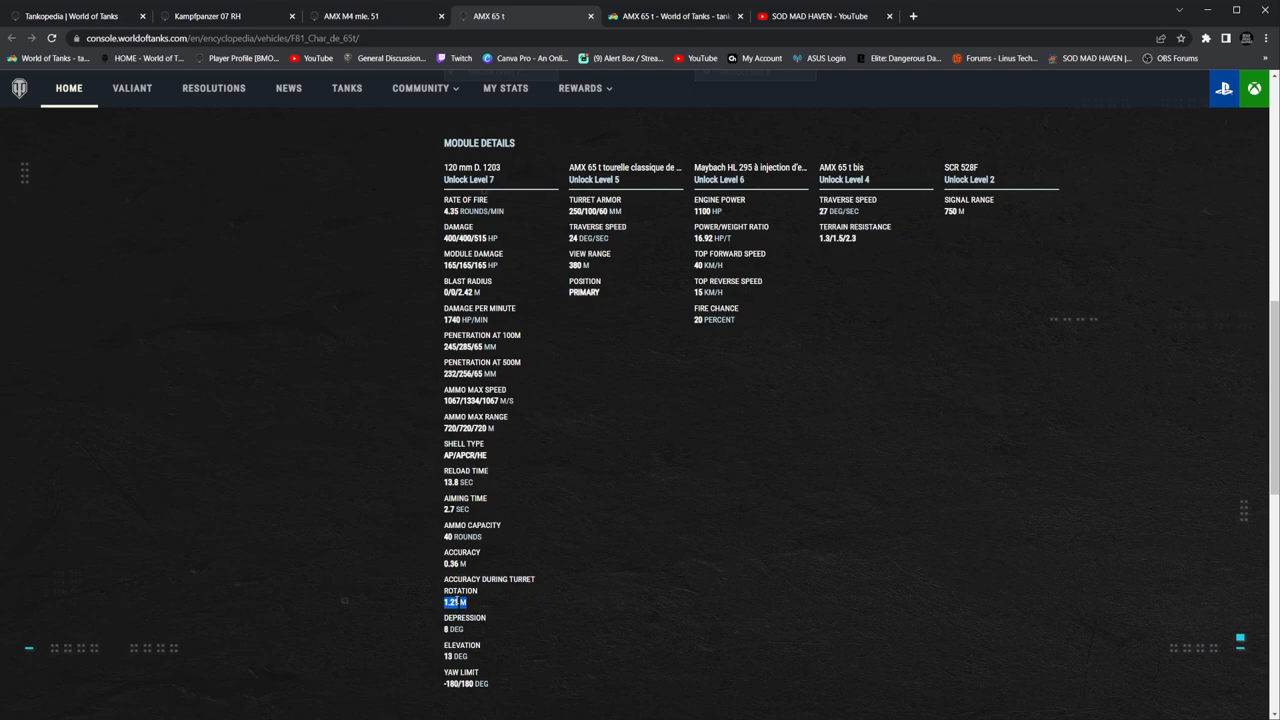 Tankopedia | World of Tanks
Kampfpanzer 07 RH
AMX M4 mle. 51
AMX 65 t
AMX 65 t - World of Tanks - tank
SOD MAD HAVEN - YouTube
console.worldoftanks.com/en/encyclopedia/vehicles/F81_Char_de_65t/
World of Tanks - ta...
HOME - World of T...
Player Profile [BMO...
YouTube
General Discussion...
Twitch
Canva Pro - An Onli...
(9) Alert Box / Strea...
YouTube
My Account
ASUS Login
Elite: Dangerous Da...
Forums - Linus Tech...
SOD MAD HAVEN |...
OBS Forums
HOME
VALIANT
RESOLUTIONS
NEWS
TANKS
COMMUNITY
MY STATS
REWARDS
MODULE DETAILS
120 mm D. 1203
Unlock Level 7
RATE OF FIRE
4.35 ROUNDS/MIN
DAMAGE
400/400/515 HP
MODULE DAMAGE
165/165/165 HP
BLAST RADIUS
0/0/2.42 M
DAMAGE PER MINUTE
1740 HP/MIN
PENETRATION AT 100M
245/285/65 MM
PENETRATION AT 500M
232/256/65 MM
AMMO MAX SPEED
1067/1334/1067 M/S
AMMO MAX RANGE
720/720/720 M
SHELL TYPE
AP/APCR/HE
RELOAD TIME
13.8 SEC
AIMING TIME
2.7 SEC
AMMO CAPACITY
40 ROUNDS
ACCURACY
0.36 M
ACCURACY DURING TURRET
ROTATION
1.21 M
DEPRESSION
8 DEG
ELEVATION
13 DEG
YAW LIMIT
-180/180 DEG
AMX 65 t tourelle classique de ...
Unlock Level 5
TURRET ARMOR
250/100/60 MM
TRAVERSE SPEED
24 DEG/SEC
VIEW RANGE
380 M
POSITION
PRIMARY
Maybach HL 295 à injection d'e...
Unlock Level 6
ENGINE POWER
1100 HP
POWER/WEIGHT RATIO
16.92 HP/T
TOP FORWARD SPEED
40 KM/H
TOP REVERSE SPEED
15 KM/H
FIRE CHANCE
20 PERCENT
AMX 65 t bis
Unlock Level 4
TRAVERSE SPEED
27 DEG/SEC
TERRAIN RESISTANCE
1.3/1.5/2.3
SCR 528F
Unlock Level 2
SIGNAL RANGE
750 M